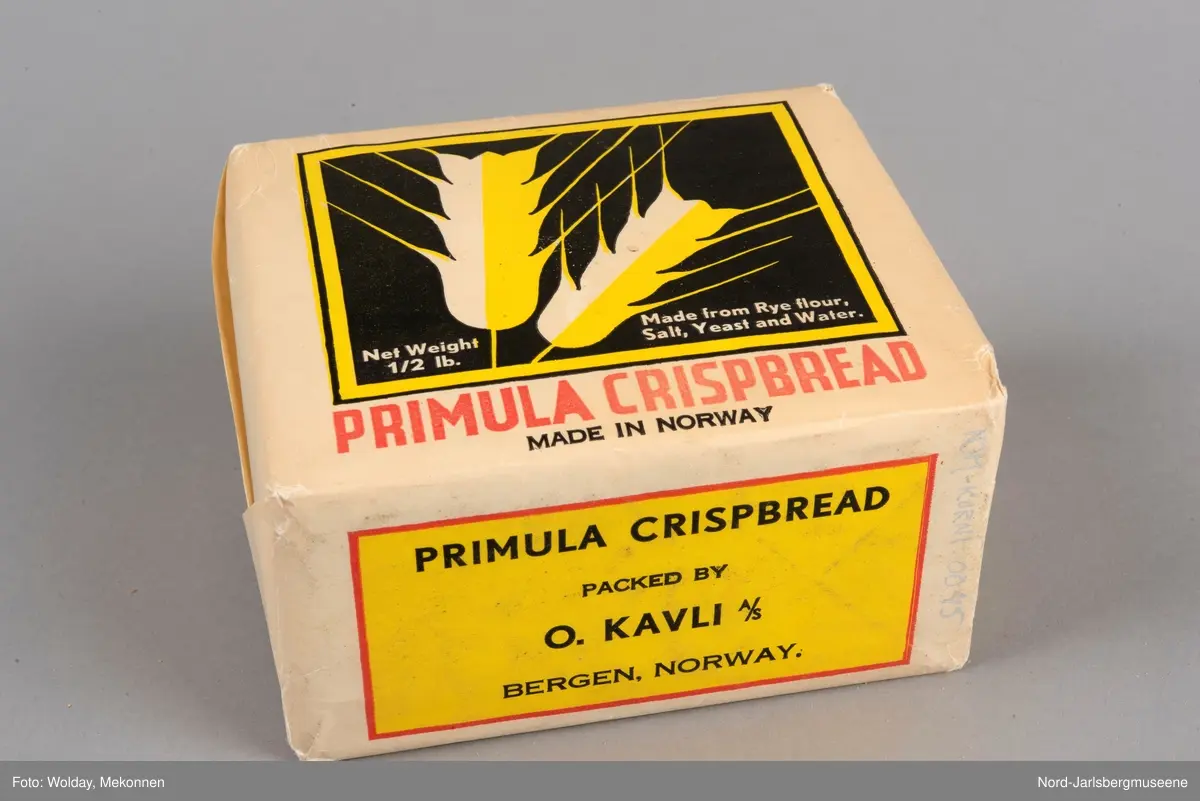 Net Weight
1/2 lb.
Made from Rye flour,
Salt, Yeast and Water.
PRIMULA CRISPBREAD
MADE IN NORWAY
PRIMULA CRISPBREAD
PACKED BY
O. KAVLI A/S
BERGEN, NORWAY.
Foto: Wolday, Mekonnen
Nord-Jarlsbergmuseene